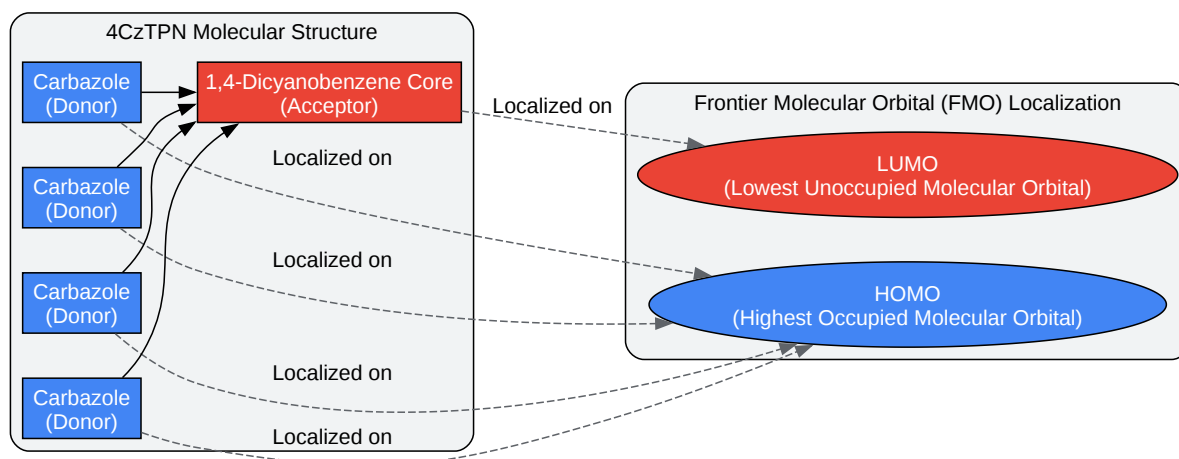 4CzTPN Molecular Structure
Carbazole
(Donor)
1,4-Dicyanobenzene Core
(Acceptor)
Carbazole
(Donor)
Carbazole
(Donor)
Carbazole
(Donor)
Localized on
Localized on
Localized on
Localized on
Localized on
Frontier Molecular Orbital (FMO) Localization
LUMO
(Lowest Unoccupied Molecular Orbital)
HOMO
(Highest Occupied Molecular Orbital)